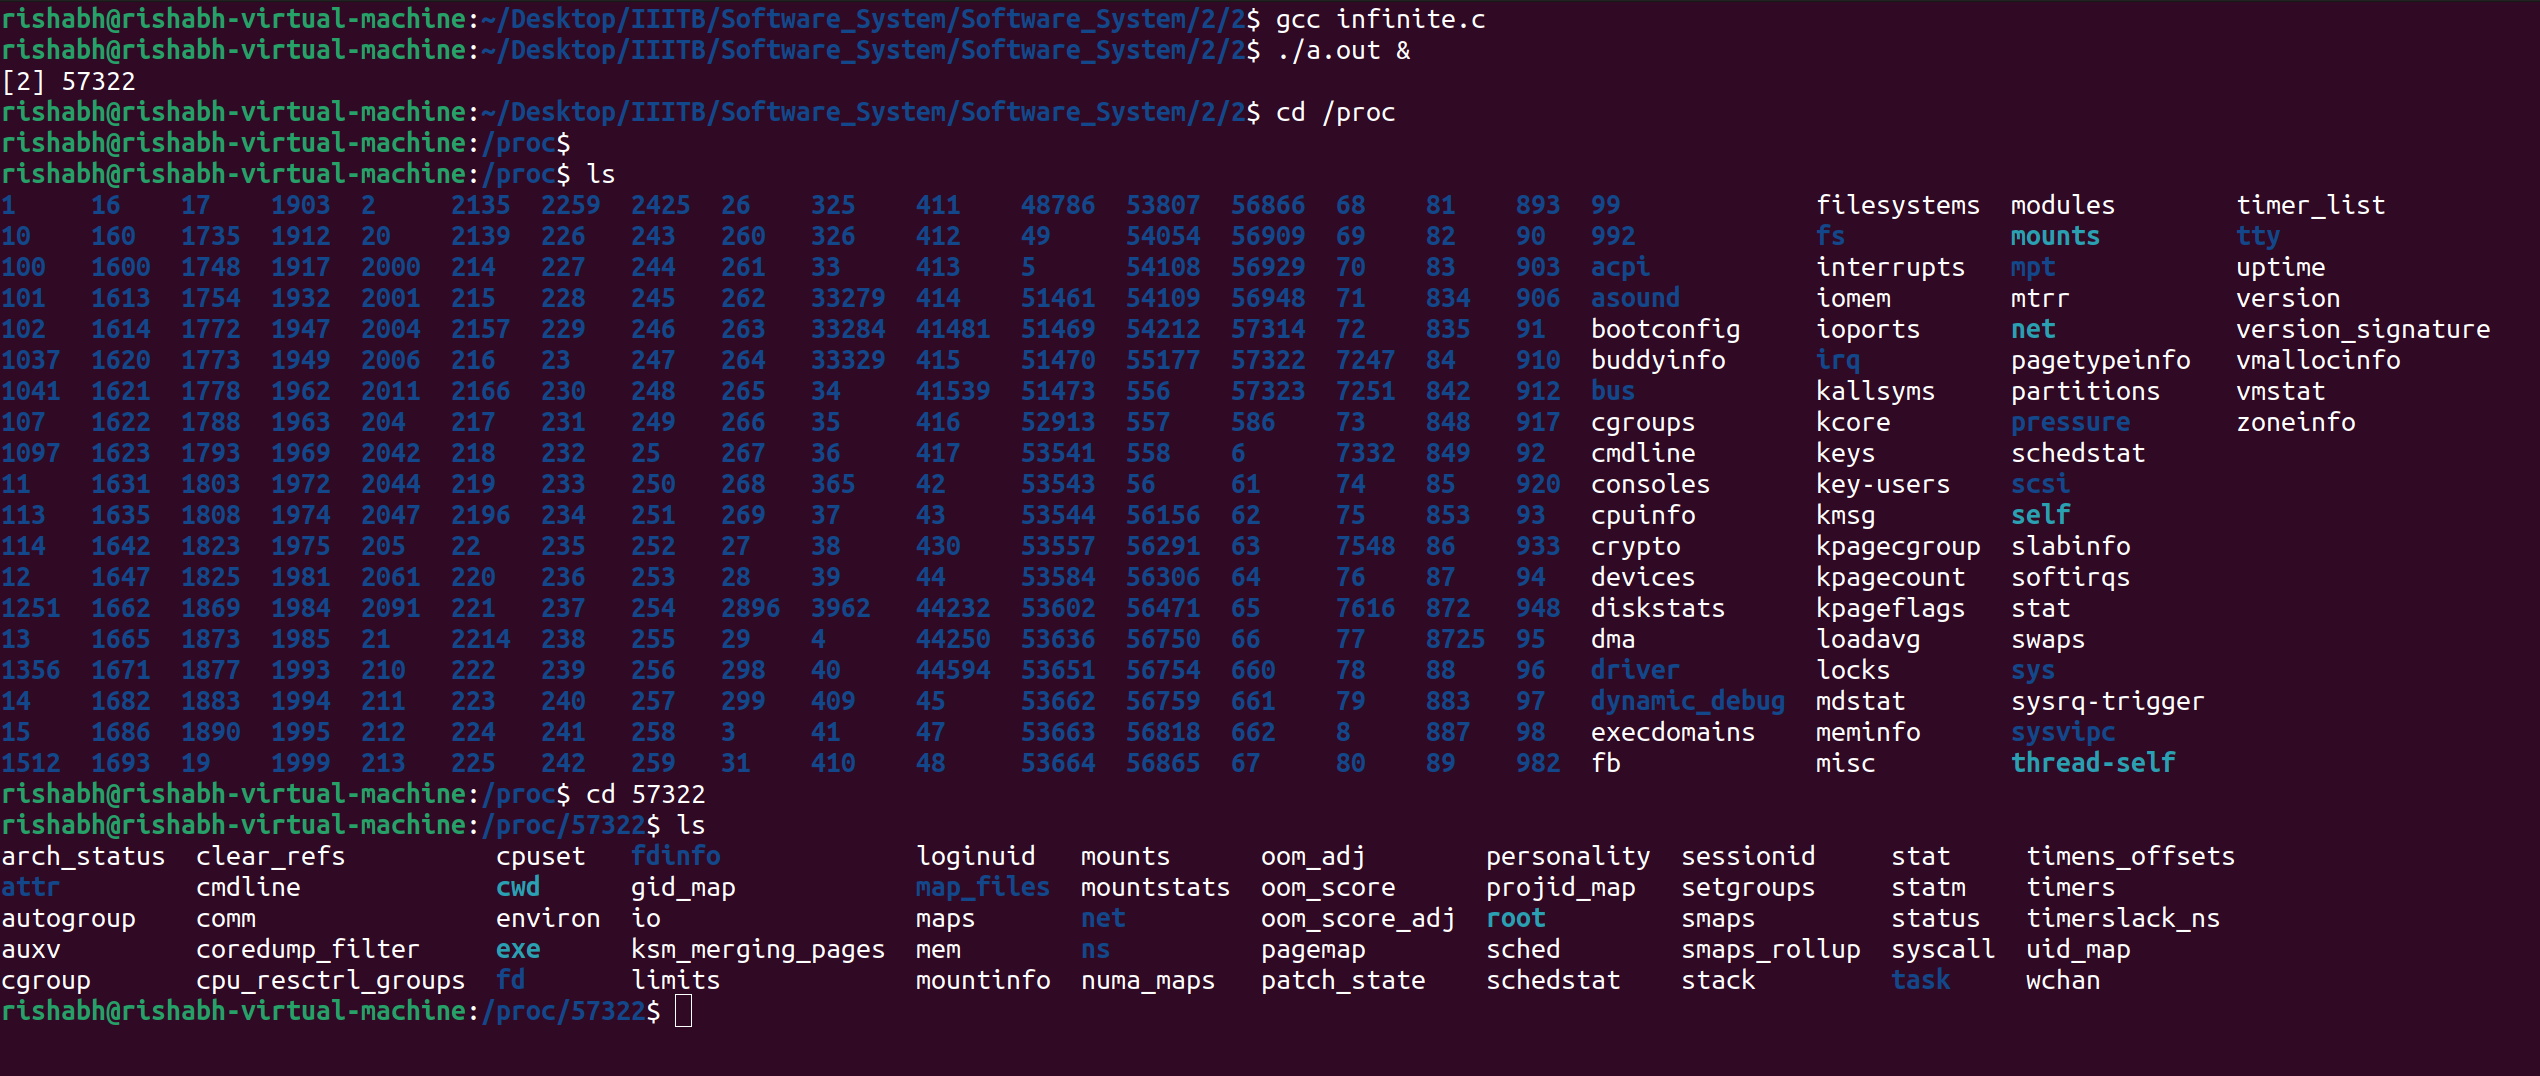 rishabh@rishabh-virtual-machine:~/Desktop/IIITB/Software_System/Software_System/2/2$ gcc infinite.c
rishabh@rishabh-virtual-machine:~/Desktop/IIITB/Software_System/Software_System/2/2$ ./a.out &
[2] 57322
rishabh@rishabh-virtual-machine:~/Desktop/IIITB/Software_System/Software_System/2/2$ cd /proc
rishabh@rishabh-virtual-machine:/proc$
rishabh@rishabh-virtual-machine:/proc$ ls
1 16 17 1903 2 2135 2259 2425 26 325 411 48786 53807 56866 68 81 893 99 filesystems modules timer_list
10 160 1735 1912 20 2139 226 243 260 326 412 49 54054 56909 69 82 90 992 fs mounts tty
100 1600 1748 1917 2000 214 227 244 261 33 413 5 54108 56929 70 83 903 acpi interrupts mpt uptime
101 1613 1754 1932 2001 215 228 245 262 33279 414 51461 54109 56948 71 834 906 asound iomem mtrr version
102 1614 1772 1947 2004 2157 229 246 263 33284 41481 51469 54212 57314 72 835 91 bootconfig ioports net version_signature
1037 1620 1773 1949 2006 216 23 247 264 33329 415 51470 55177 57322 7247 84 910 buddyinfo irq pagetypeinfo vmallocinfo
1041 1621 1778 1962 2011 2166 230 248 265 34 41539 51473 556 57323 7251 842 912 bus kallsyms partitions vmstat
107 1622 1788 1963 204 217 231 249 266 35 416 52913 557 586 73 848 917 cgroups kcore pressure zoneinfo
1097 1623 1793 1969 2042 218 232 25 267 36 417 53541 558 6 7332 849 92 cmdline keys schedstat
11 1631 1803 1972 2044 219 233 250 268 365 42 53543 56 61 74 85 920 consoles key-users scsi
113 1635 1808 1974 2047 2196 234 251 269 37 43 53544 56156 62 75 853 93 cpuinfo kmsg self
114 1642 1823 1975 205 22 235 252 27 38 430 53557 56291 63 7548 86 933 crypto kpagecgroup slabinfo
12 1647 1825 1981 2061 220 236 253 28 39 44 53584 56306 64 76 87 94 devices kpagecount softirqs
1251 1662 1869 1984 2091 221 237 254 2896 3962 44232 53602 56471 65 7616 872 948 diskstats kpageflags stat
13 1665 1873 1985 21 2214 238 255 29 4 44250 53636 56750 66 77 8725 95 dma loadavg swaps
1356 1671 1877 1993 210 222 239 256 298 40 44594 53651 56754 660 78 88 96 driver locks sys
14 1682 1883 1994 211 223 240 257 299 409 45 53662 56759 661 79 883 97 dynamic_debug mdstat sysrq-trigger
15 1686 1890 1995 212 224 241 258 3 41 47 53663 56818 662 8 887 98 execdomains meminfo sysvipc
1512 1693 19 1999 213 225 242 259 31 410 48 53664 56865 67 80 89 982 fb misc thread-self
rishabh@rishabh-virtual-machine:/proc$ cd 57322
rishabh@rishabh-virtual-machine:/proc/57322$ ls
arch_status clear_refs cpuset fdinfo loginuid mounts oom_adj personality sessionid stat timens_offsets
attr cmdline cwd gid_map map_files mountstats oom_score projid_map setgroups statm timers
autogroup comm environ io maps net oom_score_adj root smaps status timerslack_ns
auxv coredump_filter exe ksm_merging_pages mem ns pagemap sched smaps_rollup syscall uid_map
cgroup cpu_resctrl_groups fd limits mountinfo numa_maps patch_state schedstat stack task wchan
rishabh@rishabh-virtual-machine:/proc/57322$